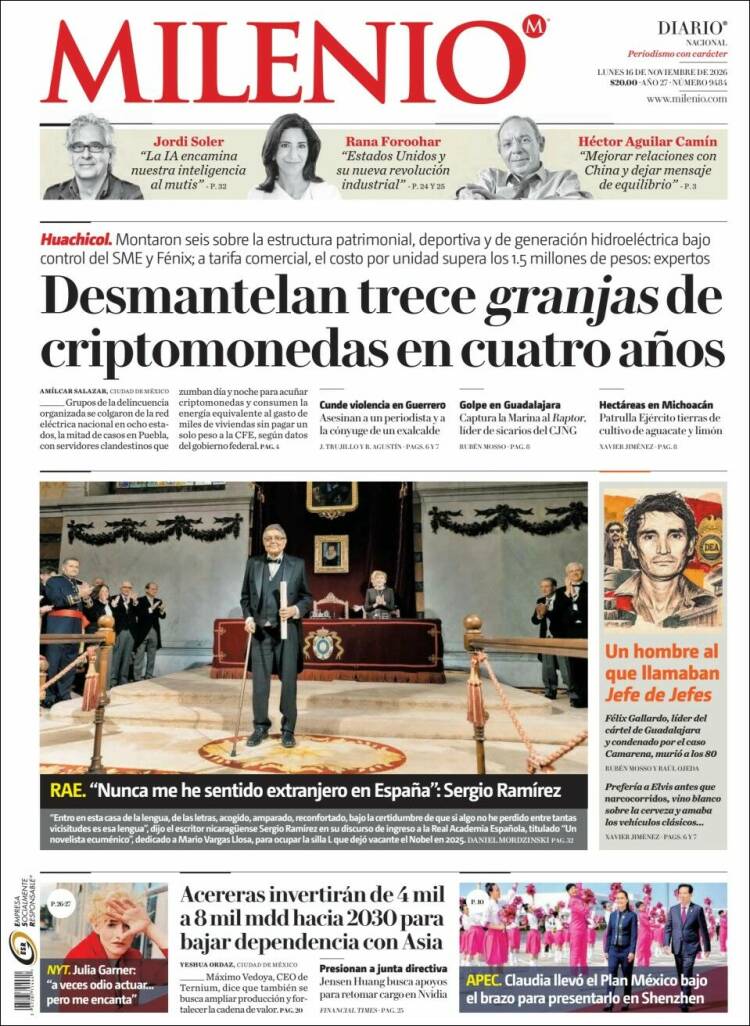 MILENIO
M
DIARIO®
NACIONAL
Periodismo con carácter
LUNES 16 DE NOVIEMBRE DE 2026
$20.00 - AÑO 27 - NÚMERO 9484
www.milenio.com
Jordi Soler
“La IA encamina
nuestra inteligencia
al mutis” - P. 32
Rana Foroohar
“Estados Unidos y
su nueva revolución
industrial” - P. 24 Y 25
Héctor Aguilar Camín
“Mejorar relaciones con
China y dejar mensaje
de equilibrio” - P. 3
Huachicol. Montaron seis sobre la estructura patrimonial, deportiva y de generación hidroeléctrica bajo
control del SME y Fénix; a tarifa comercial, el costo por unidad supera los 1.5 millones de pesos: expertos
Desmantelan trece granjas de
criptomonedas en cuatro años
AMÍLCAR SALAZAR, CIUDAD DE MÉXICO
Grupos de la delincuencia
organizada se colgaron de la red
eléctrica nacional en ocho esta-
dos, la mitad de casos en Puebla,
con servidores clandestinos que
zumban día y noche para acuñar
criptomonedas y consumen la
energía equivalente al gasto de
miles de viviendas sin pagar un
solo peso a la CFE, según datos
del gobierno federal. PAG. 4
Cunde violencia en Guerrero
Asesinan a un periodista y a
la cónyuge de un exalcalde
J. TRUJILLO Y R. AGUSTÍN - PAGS. 6 Y 7
Golpe en Guadalajara
Captura la Marina al Raptor,
líder de sicarios del CJNG
RUBÉN MOSSO - PAG. 8
Hectáreas en Michoacán
Patrulla Ejército tierras de
cultivo de aguacate y limón
XAVIER JIMÉNEZ - PAG. 8
RAE. “Nunca me he sentido extranjero en España”: Sergio Ramírez
“Entro en esta casa de la lengua, de las letras, acogido, amparado, reconfortado, bajo la certidumbre de que si algo no he perdido entre tantas
vicisitudes es esa lengua”, dijo el escritor nicaragüense Sergio Ramírez en su discurso de ingreso a la Real Academia Española, titulado “Un
novelista ecuménico”, dedicado a Mario Vargas Llosa, para ocupar la silla L que dejó vacante el Nobel en 2025. DANIEL MORDZINSKI PAG. 32
DEA
Un hombre al
que llamaban
Jefe de Jefes
Félix Gallardo, líder del
cártel de Guadalajara
y condenado por el caso
Camarena, murió a los 80
RUBÉN MOSSO Y RAÚL OJEDA
Prefería a Elvis antes que
narcocorridos, vino blanco
sobre la cerveza y amaba
los vehículos clásicos...
XAVIER JIMÉNEZ - PAGS. 6 Y 7
EMPRESA
SOCIALMENTE
RESPONSABLE®
ESR
P. 26-27
NYT. Julia Garner:
“a veces odio actuar...
pero me encanta”
Acereras invertirán de 4 mil
a 8 mil mdd hacia 2030 para
bajar dependencia con Asia
YESHUA ORDAZ, CIUDAD DE MÉXICO
Máximo Vedoya, CEO de
Ternium, dice que también se
busca ampliar producción y for-
talecer la cadena de valor. PAG. 20
Presionan a junta directiva
Jensen Huang busca apoyos
para retomar cargo en Nvidia
FINANCIAL TIMES - PAG. 25
P. 10
APEC. Claudia llevó el Plan México bajo
el brazo para presentarlo en Shenzhen